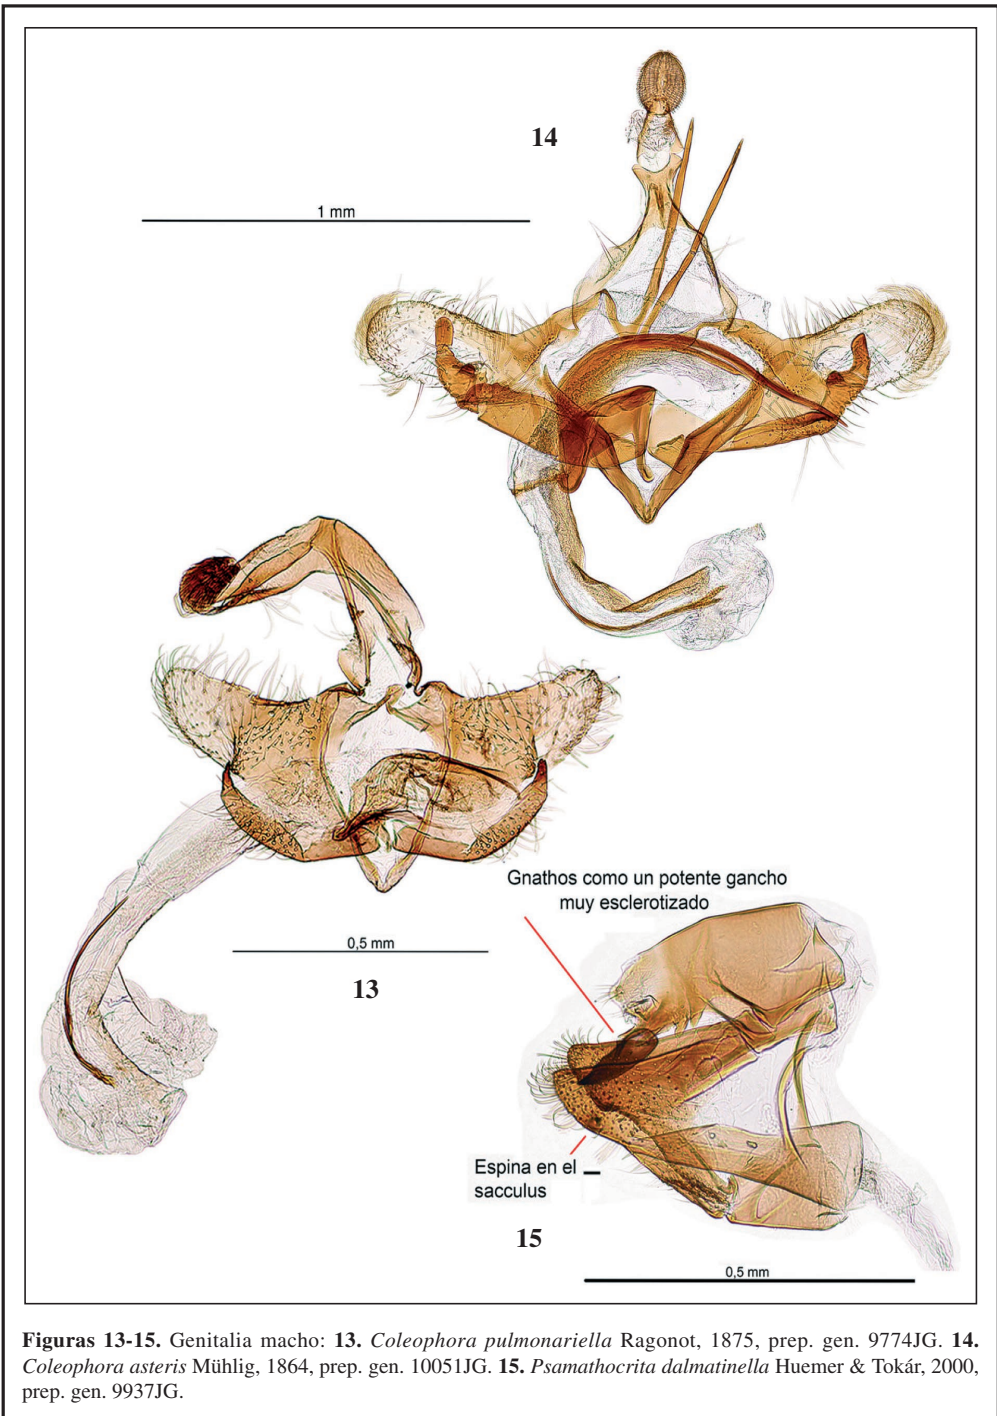 14
1 mm
0,5 mm
13
Gnathos como un potente gancho
muy esclerotizado
Espina en el
sacculus
15
0,5 mm
Figuras 13-15. Genitalia macho: 13. Coleophora pulmonariella Ragonot, 1875, prep. gen. 9774JG. 14.
Coleophora asteris Mühlig, 1864, prep. gen. 10051JG. 15. Psamathocrita dalmatinella Huemer & Tokár, 2000,
prep. gen. 9937JG.